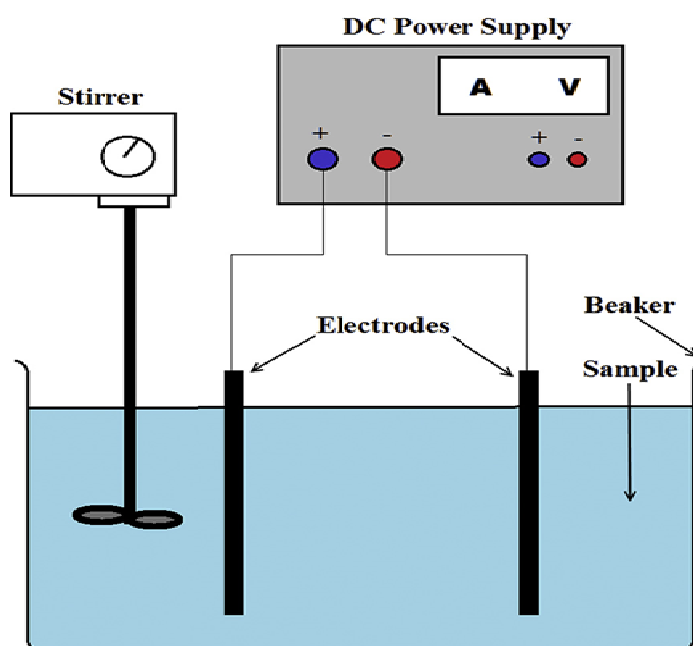 DC Power Supply
Stirrer
A V
+ -
+ -
Electrodes
Beaker
Sample